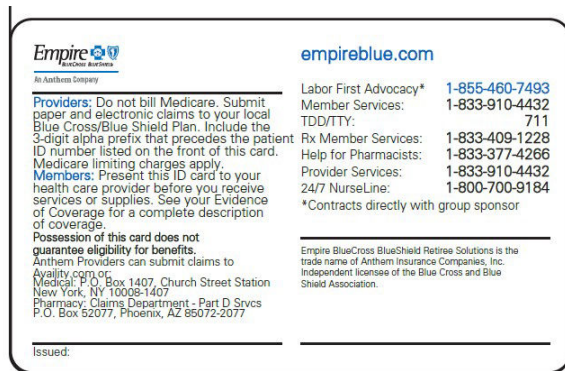 Empire
BLUECROSS BLUESHIELD
An Anthem Company
Providers: Do not bill Medicare. Submit
paper and electronic claims to your local
Blue Cross/Blue Shield Plan. Include the
3-digit alpha prefix that precedes the patient
ID number listed on the front of this card.
Medicare limiting charges apply.
Members: Present this ID card to your
health care provider before you receive
services or supplies. See your Evidence
of Coverage for a complete description
of coverage.
Possession of this card does not
guarantee eligibility for benefits.
Anthem Providers can submit claims to
Availity.com or:
Medical: P.O. Box 1407, Church Street Station
New York, NY 10008-1407
Pharmacy: Claims Department - Part D Srvcs
P.O. Box 52077, Phoenix, AZ 85072-2077
Issued:
empireblue.com
Labor First Advocacy* 1-855-460-7493
Member Services: 1-833-910-4432
TDD/TTY: 711
Rx Member Services: 1-833-409-1228
Help for Pharmacists: 1-833-377-4266
Provider Services: 1-833-910-4432
24/7 NurseLine: 1-800-700-9184
*Contracts directly with group sponsor
Empire BlueCross BlueShield Retiree Solutions is the
trade name of Anthem Insurance Companies, Inc.
Independent licensee of the Blue Cross and Blue
Shield Association.